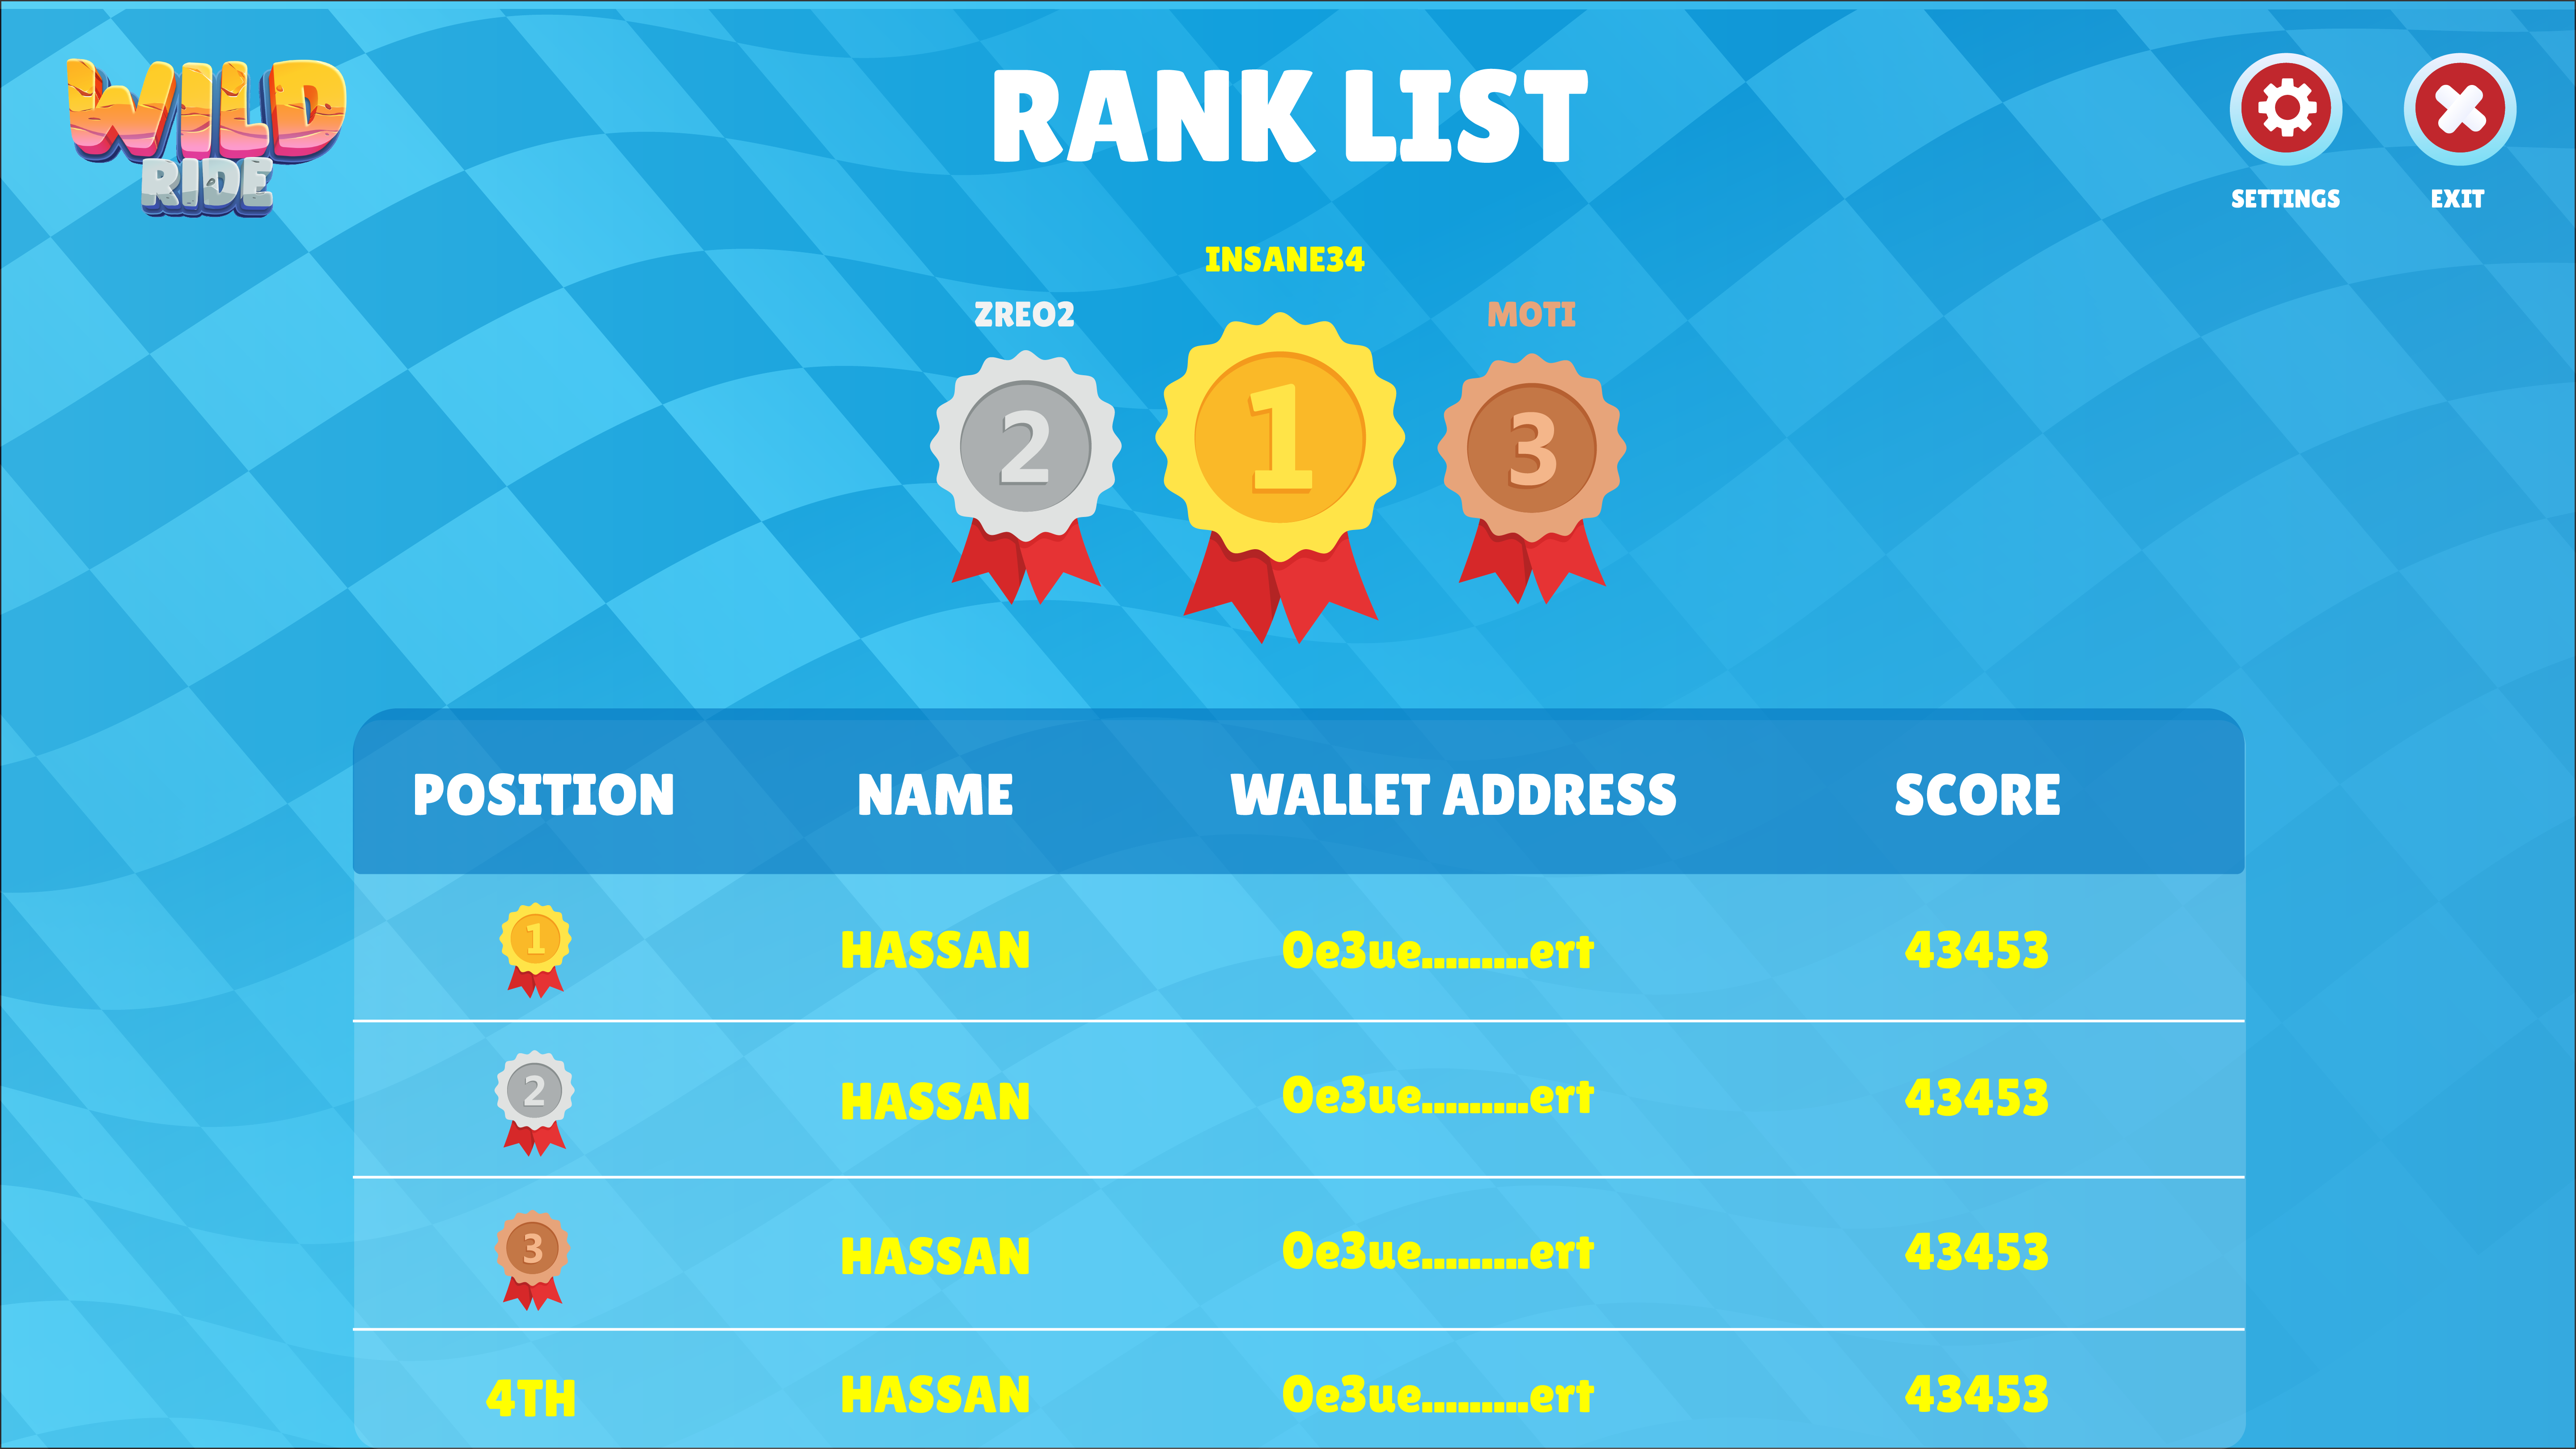 WILD
RIDE
RANK LIST
SETTINGS
EXIT
INSANE34
ZREO2
MOTI
2
1
3
POSITION NAME WALLET ADDRESS SCORE
1 HASSAN 0e3ue.........ert 43453
2 HASSAN 0e3ue.........ert 43453
3 HASSAN 0e3ue.........ert 43453
4TH HASSAN 0e3ue.........ert 43453